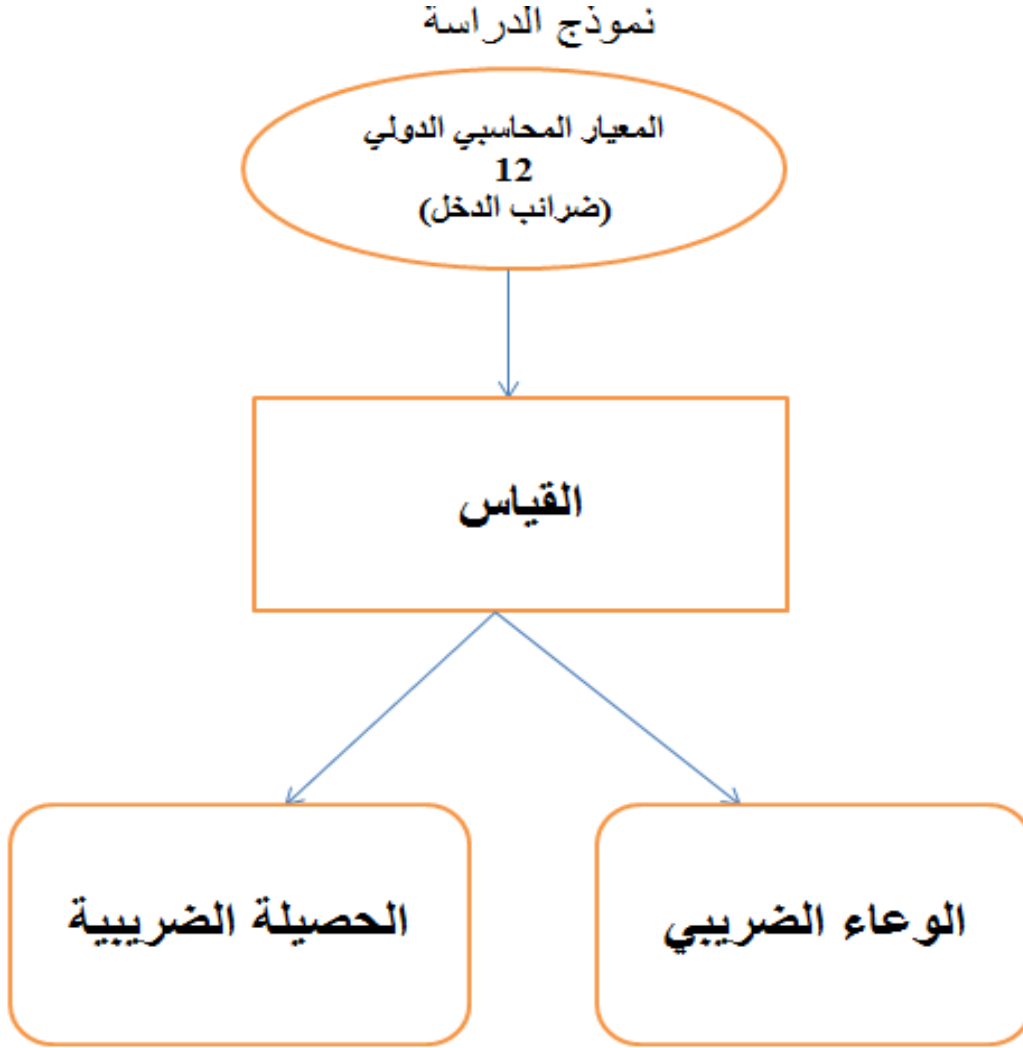 نموذج الدراسة
المعيار المحاسبي الدولي
12
(ضرائب الدخل)
القياس
الوعاء الضريبي
الحصيلة الضريبية